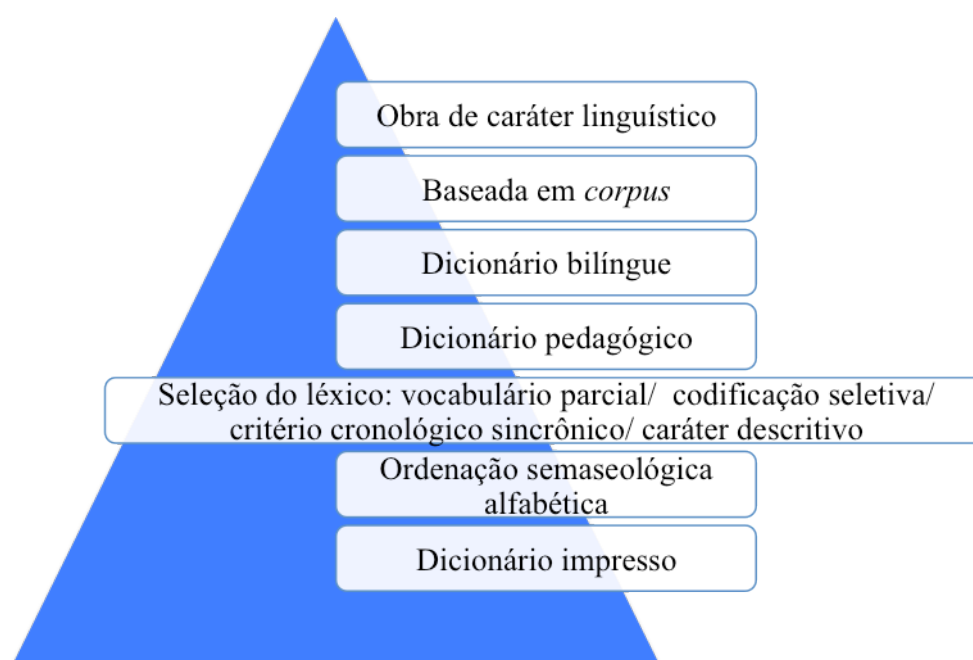 Obra de caráter linguístico
Baseada em corpus
Dicionário bilíngue
Dicionário pedagógico
Seleção do léxico: vocabulário parcial/ codificação seletiva/
critério cronológico sincrônico/ caráter descritivo
Ordenação semaseológica
alfabética
Dicionário impresso